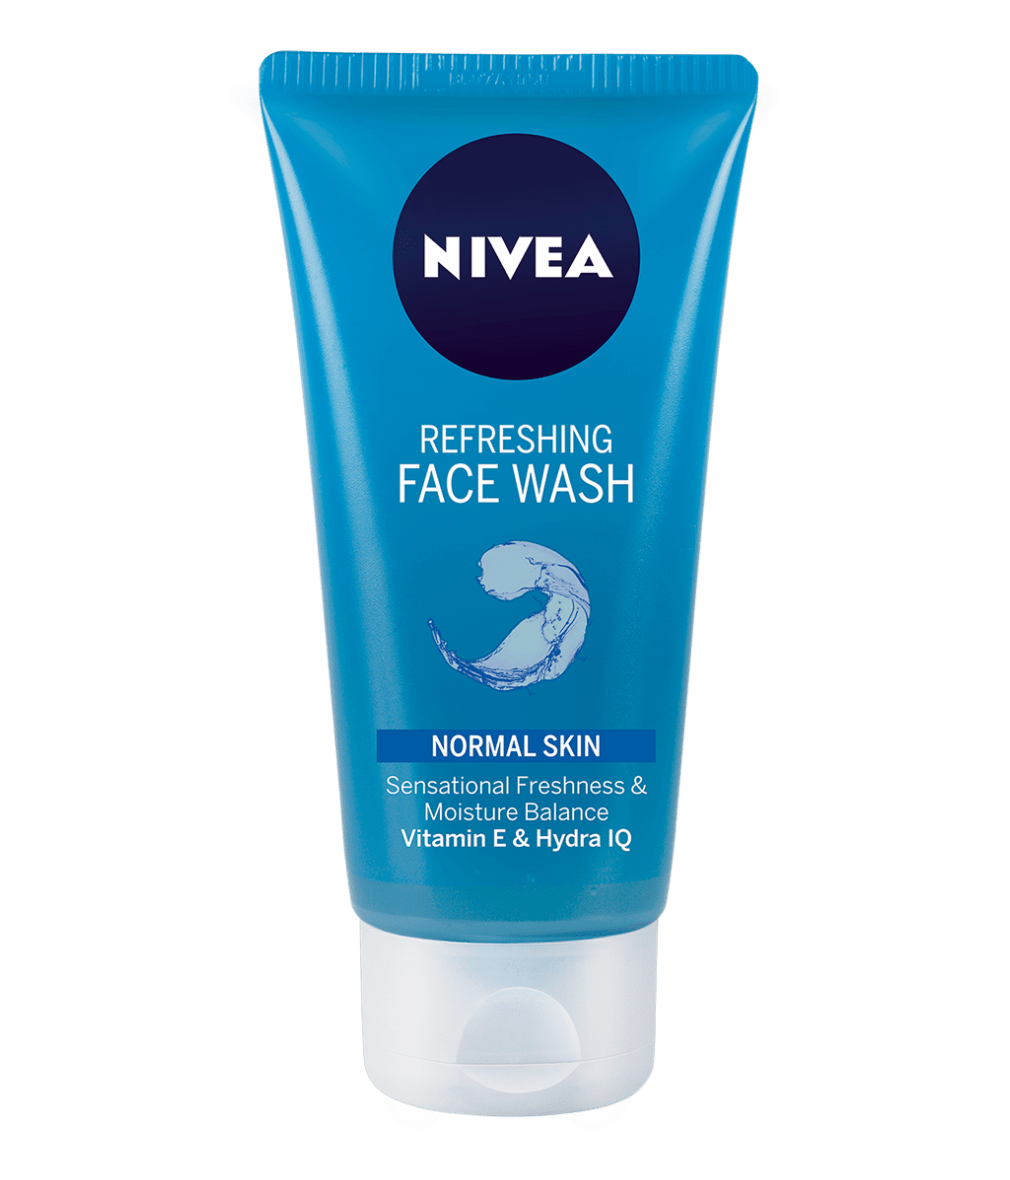 NIVEA
REFRESHING
FACE WASH
NORMAL SKIN
Sensational Freshness &
Moisture Balance
Vitamin E & Hydra IQ